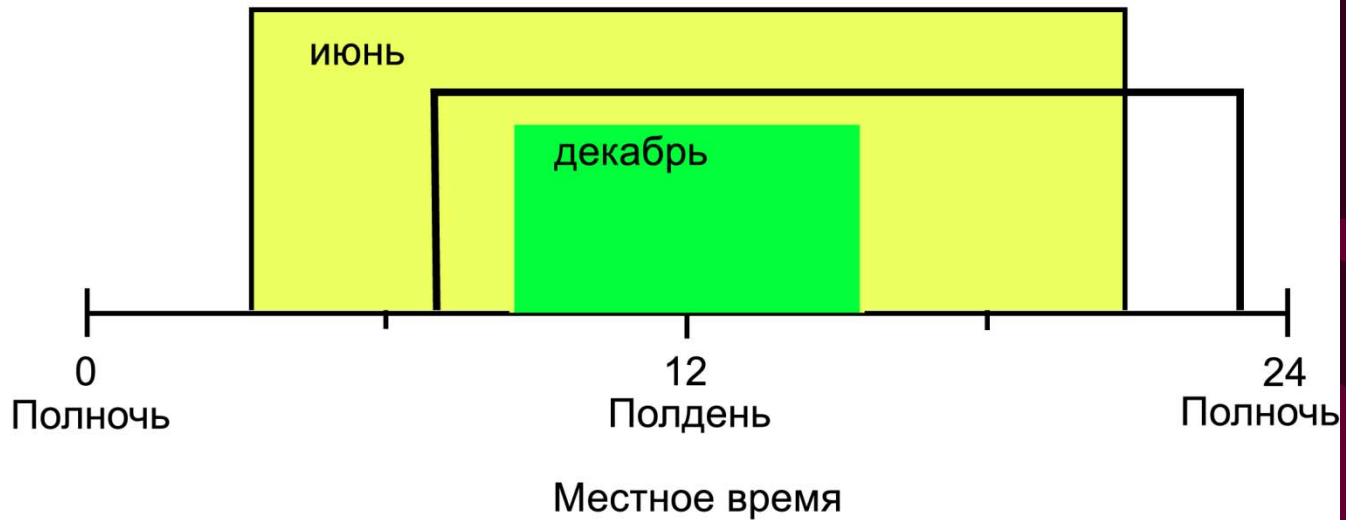 июнь
декабрь
0 12 24
Полночь Полдень Полночь
Местное время